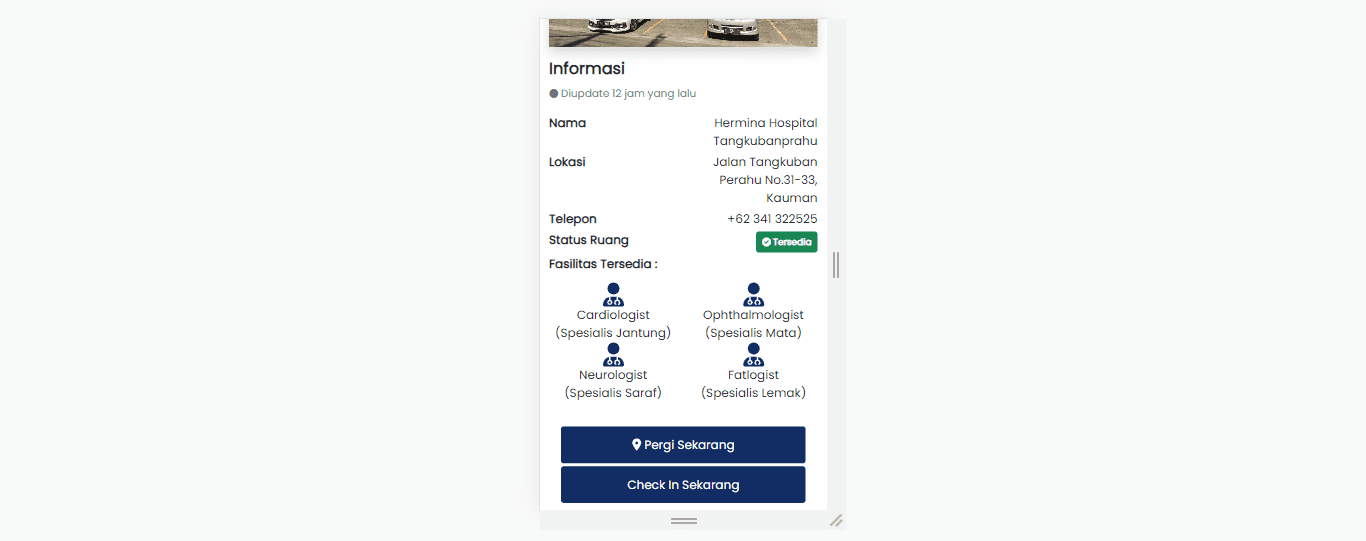 Informasi
Diupdate 12 jam yang lalu
Nama
Hermina Hospital
Tangkubanprahu
Lokasi
Jalan Tangkuban
Perahu No.31-33,
Kauman
Telepon
+62 341 322525
Status Ruang
Tersedia
Fasilitas Tersedia :
Cardiologist
(Spesialis Jantung)
Ophthalmologist
(Spesialis Mata)
Neurologist
(Spesialis Saraf)
Fatlogist
(Spesialis Lemak)
Pergi Sekarang
Check In Sekarang